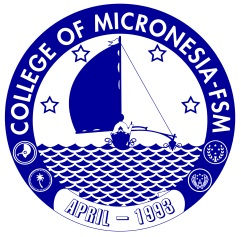 COLLEGE OF MICRONESIA-FSM
APRIL – 1993